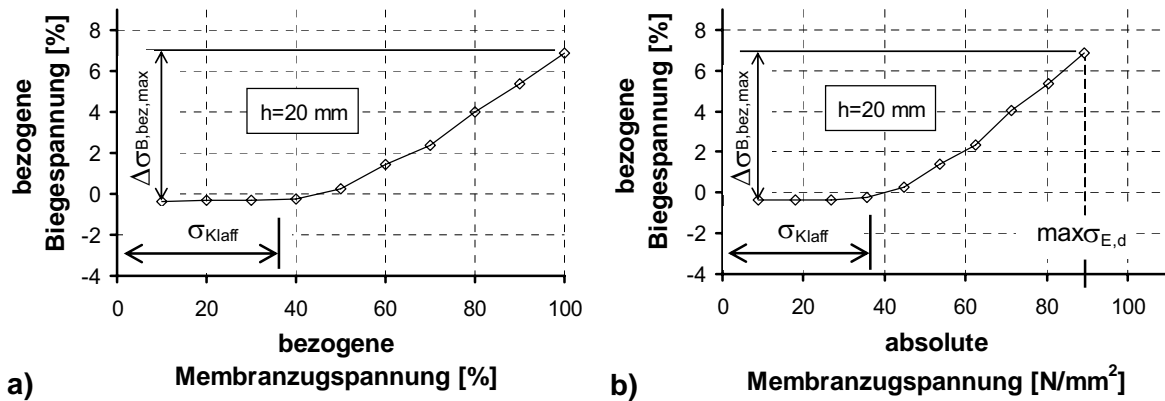 bezogene
Biegespannung [%]
8
6
4
2
0
-2
-4
ΔσB,bez,max
h=20 mm
σKlaff
0 20 40 60 80 100
bezogene
Membranzugspannung [%]
a)
bezogene
Biegespannung [%]
8
6
4
2
0
-2
-4
ΔσB,bez,max
h=20 mm
σKlaff
maxσE,d
0 20 40 60 80 100
absolute
Membranzugspannung [N/mm²]
b)